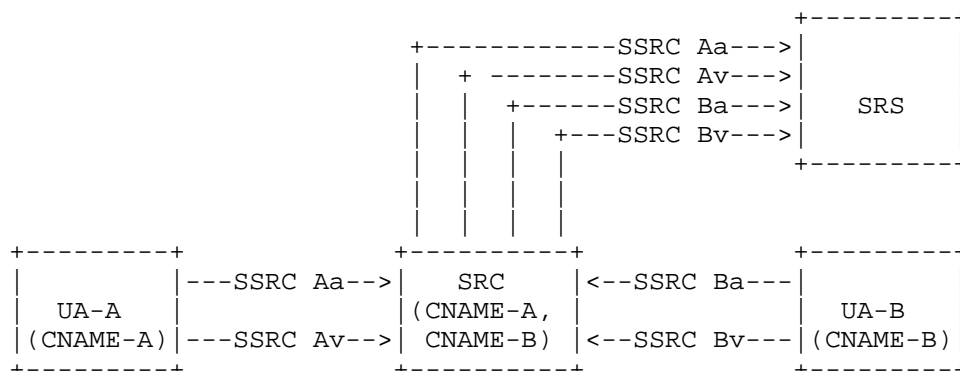 SSRC Aa--->
SSRC Av--->
SSRC Ba--->
SRS
SSRC Bv--->
---SSRC Aa-->
SRC
<--SSRC Ba---
UA-A
(CNAME-A,
UA-B
(CNAME-A)
---SSRC Av-->
CNAME-B)
<--SSRC Bv---
(CNAME-B)